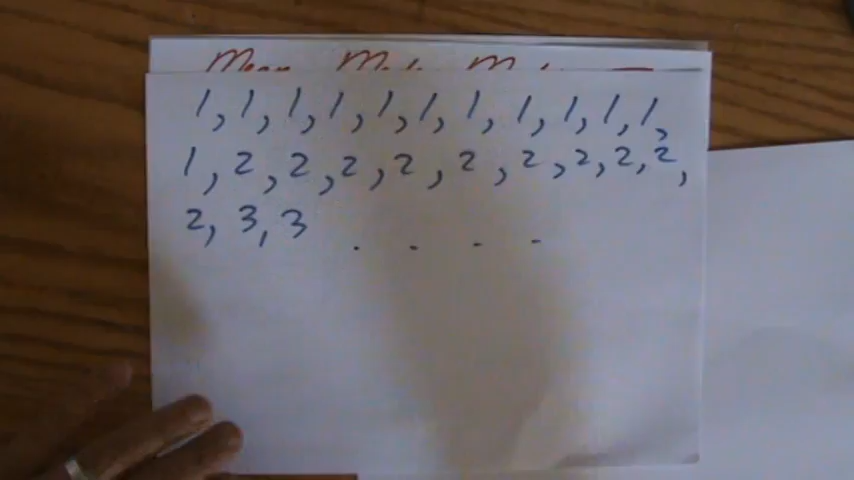 1, 1, 1, 1, 1, 1, 1, 1, 1, 1, 1,
1, 2, 2, 2, 2, 2, 2, 2, 2, 2,
2, 3, 3 . . . .